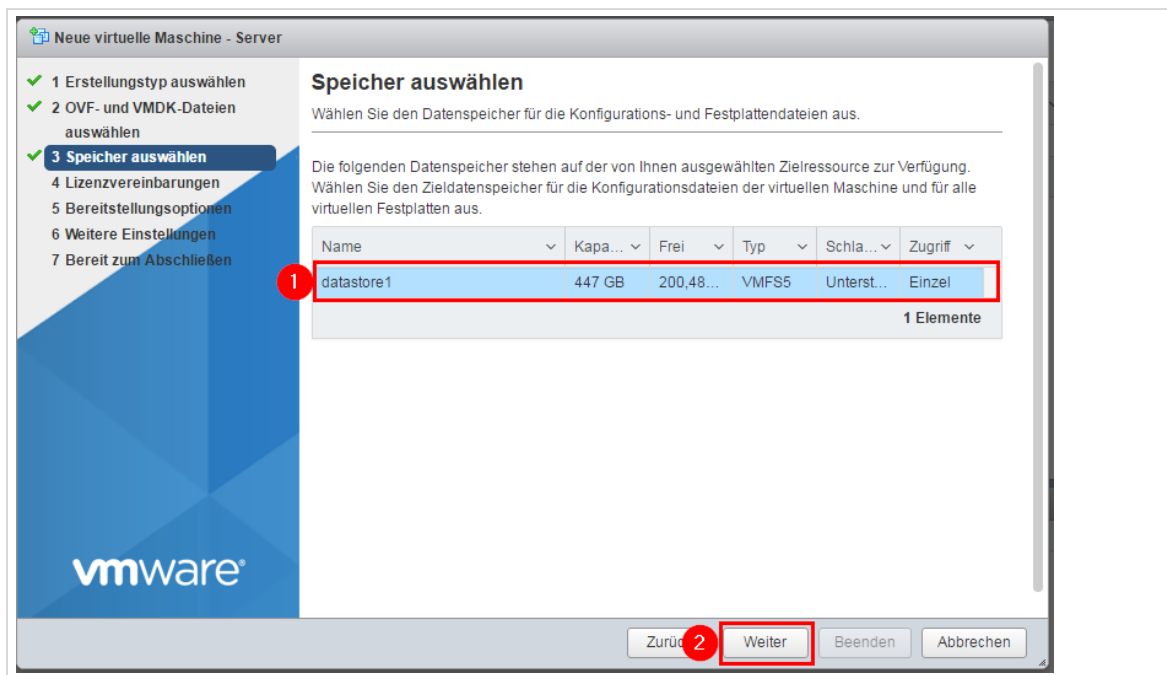 Neue virtuelle Maschine - Server
1 Erstellungstyp auswählen
2 OVF- und VMDK-Dateien
auswählen
3 Speicher auswählen
4 Lizenzvereinbarungen
5 Bereitstellungsoptionen
6 Weitere Einstellungen
7 Bereit zum Abschließen
vmware®
Speicher auswählen
Wählen Sie den Datenspeicher für die Konfigurations- und Festplattendateien aus.
Die folgenden Datenspeicher stehen auf der von Ihnen ausgewählten Zielressource zur Verfügung.
Wählen Sie den Zieldatenspeicher für die Konfigurationsdateien der virtuellen Maschine und für alle
virtuellen Festplatten aus.
Name Kapa... Frei Typ Schla... Zugriff
1 datastore1 447 GB 200,48... VMFS5 Unterst... Einzel
1 Elemente
2 Weiter Beenden Abbrechen